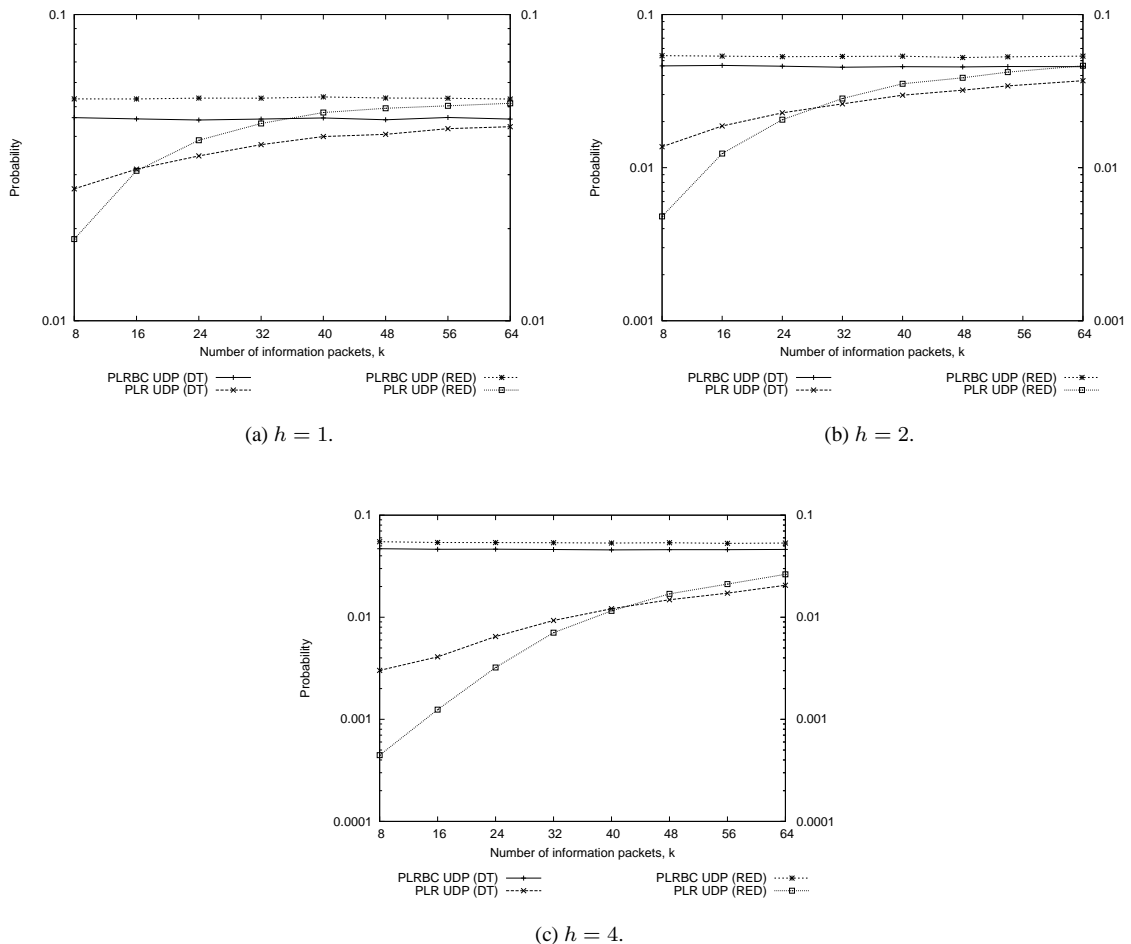 0.1 0.1
Probability
0.01 0.01
8 16 24 32 40 48 56 64
Number of information packets, k
PLRBC UDP (DT) PLRBC UDP (RED)
PLR UDP (DT) PLR UDP (RED)
(a) h = 1.
0.1 0.1
0.01 0.01
Probability
0.001 0.001
8 16 24 32 40 48 56 64
Number of information packets, k
PLRBC UDP (DT) PLRBC UDP (RED)
PLR UDP (DT) PLR UDP (RED)
(b) h = 2.
0.1 0.1
0.01 0.01
Probability
0.001 0.001
0.0001 0.0001
8 16 24 32 40 48 56 64
Number of information packets, k
PLRBC UDP (DT) PLRBC UDP (RED)
PLR UDP (DT) PLR UDP (RED)
(c) h = 4.